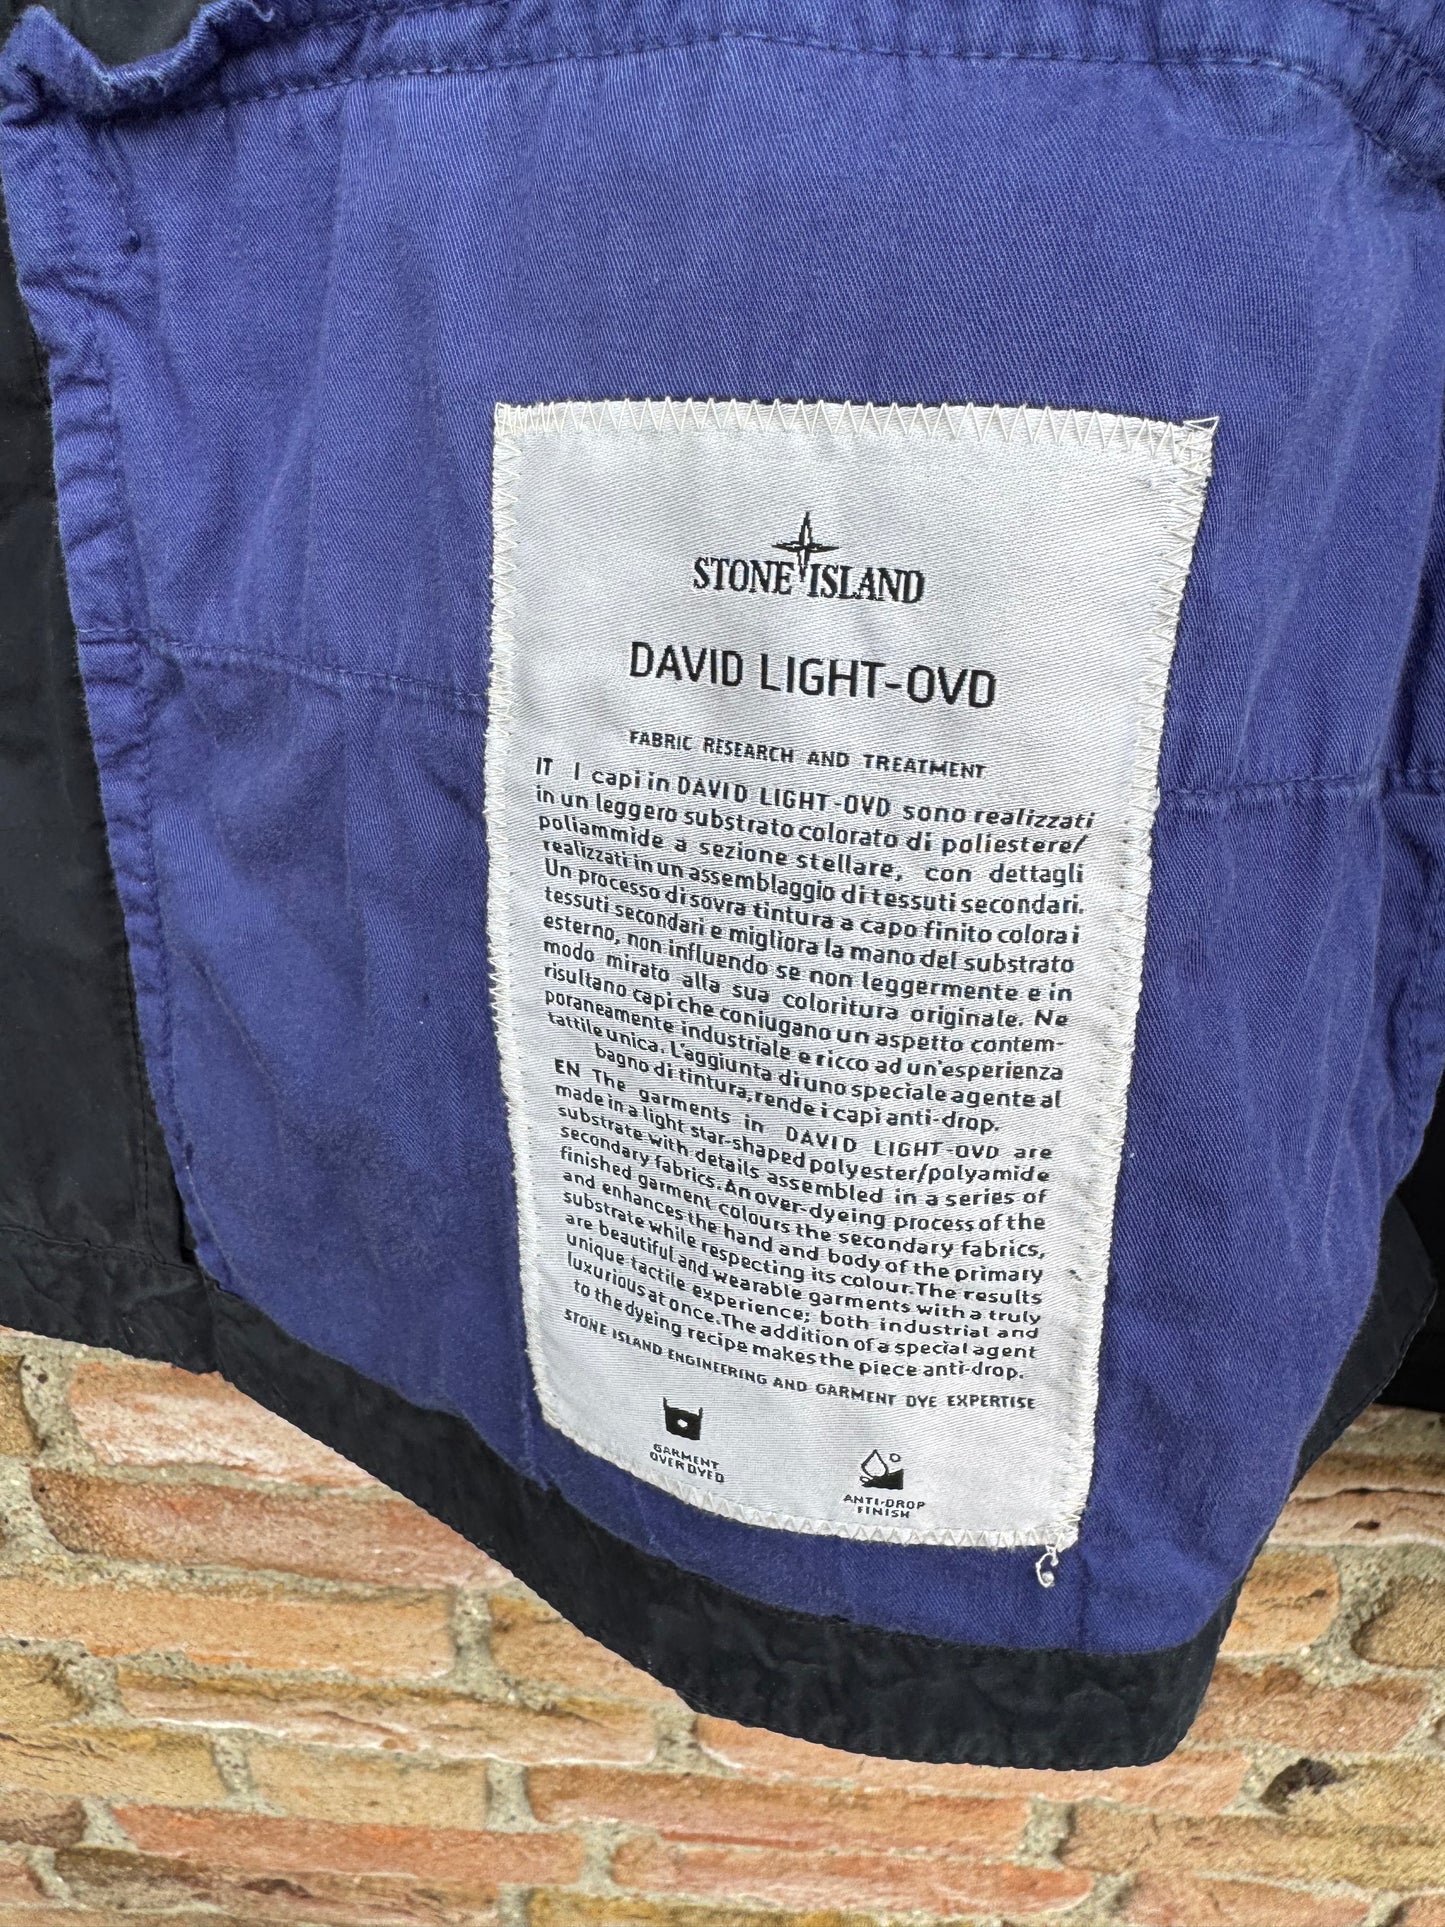 STONE ISLAND
DAVID LIGHT-OVD
FABRIC RESEARCH AND TREATMENT
IT I capi in DAVID LIGHT-OVD sono realizzati
in un leggero substrato colorato di poliestere/
poliammide a sezione stellare, con dettagli
realizzati in un assemblaggio di tessuti secondari.
Un processo di sovra tintura a capo finito colora i
tessuti secondari e migliora la mano del substrato
esterno, non influendo se non leggermente e in
modo mirato alla sua coloritura originale. Ne
risultano capi che coniugano un aspetto contem-
poraneamente industriale e ricco ad un'esperienza
tattile unica. L'aggiunta di uno speciale agente al
bagno di tintura, rende i capi anti-drop.
EN The garments in DAVID LIGHT-OVD are
made in a light star-shaped polyester/polyamide
substrate with details assembled in a series of
secondary fabrics. An over-dyeing process of the
finished garment colours the secondary fabrics,
and enhances the hand and body of the primary
substrate while respecting its colour. The results
are beautiful and wearable garments with a truly
unique tactile experience; both industrial and
luxurious at once. The addition of a special agent
to the dyeing recipe makes the piece anti-drop.
STONE ISLAND ENGINEERING AND GARMENT DYE EXPERTISE
GARMENT
OVERDYED
ANTI-DROP
FINISH